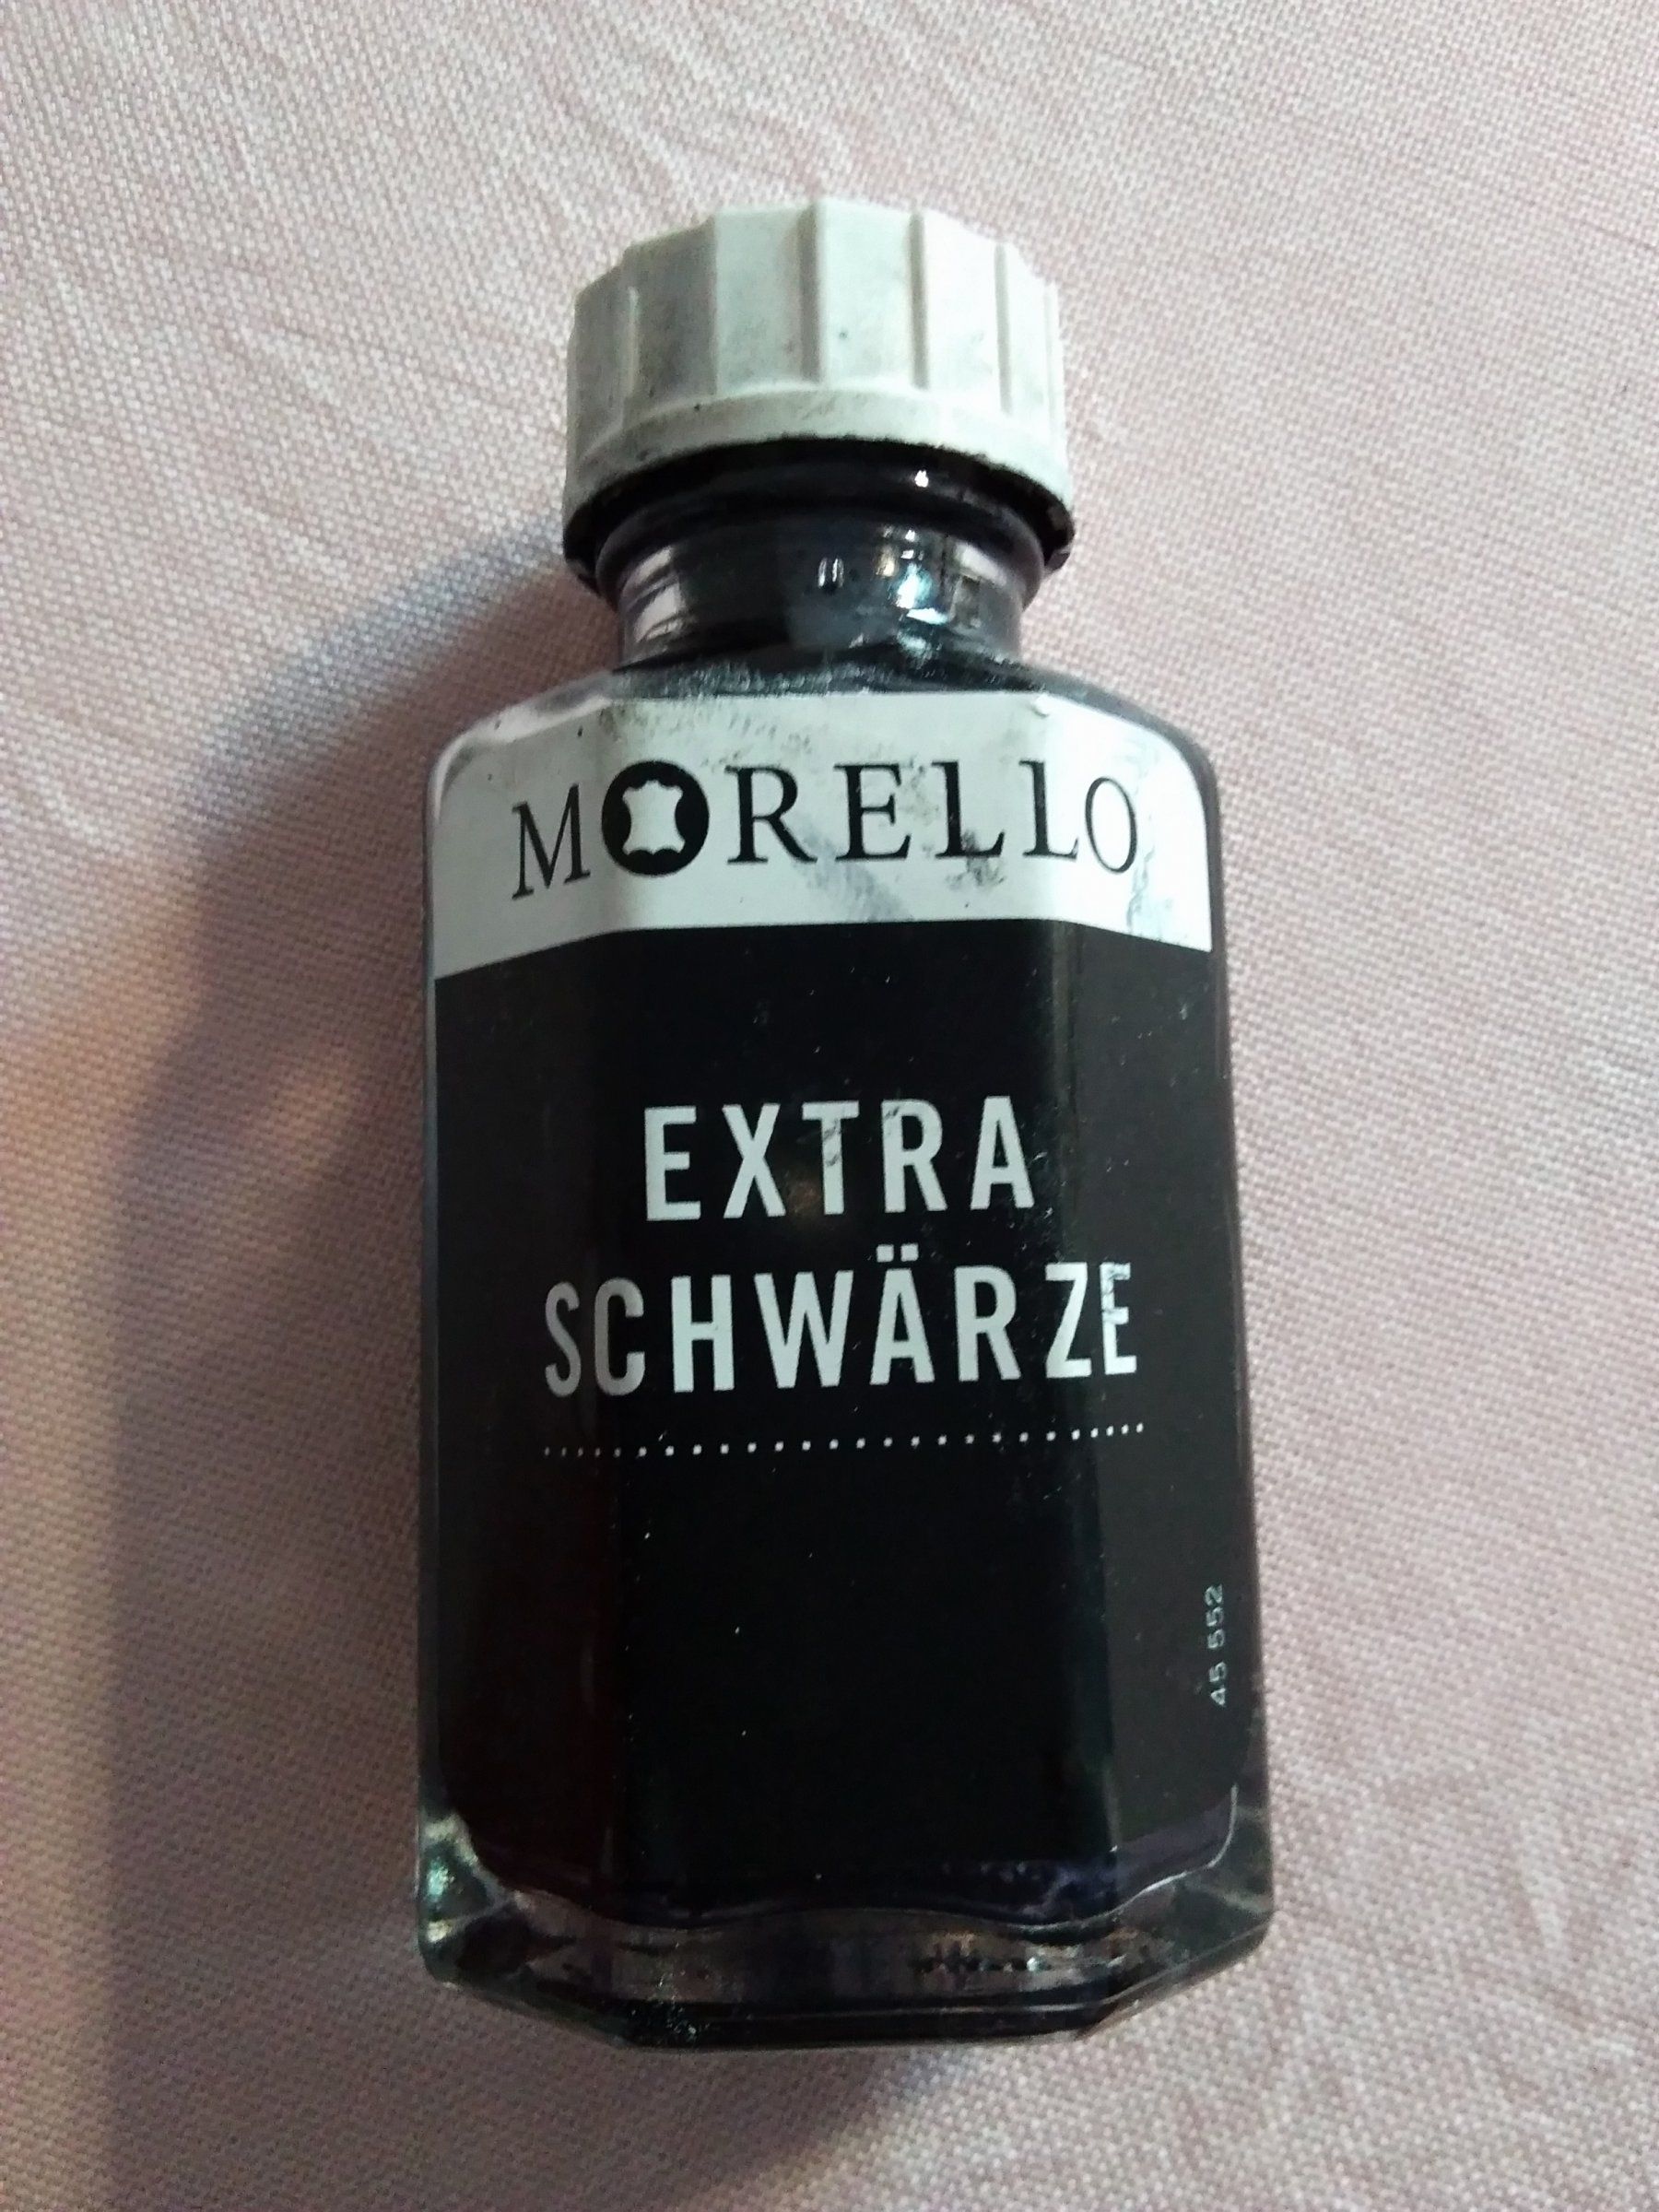 MORELLO
EXTRA
SCHWÄRZE
45 552